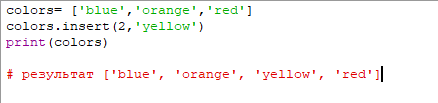 colors= ['blue','orange','red']
colors.insert(2,'yellow')
print(colors)
# результат ['blue', 'orange', 'yellow', 'red']